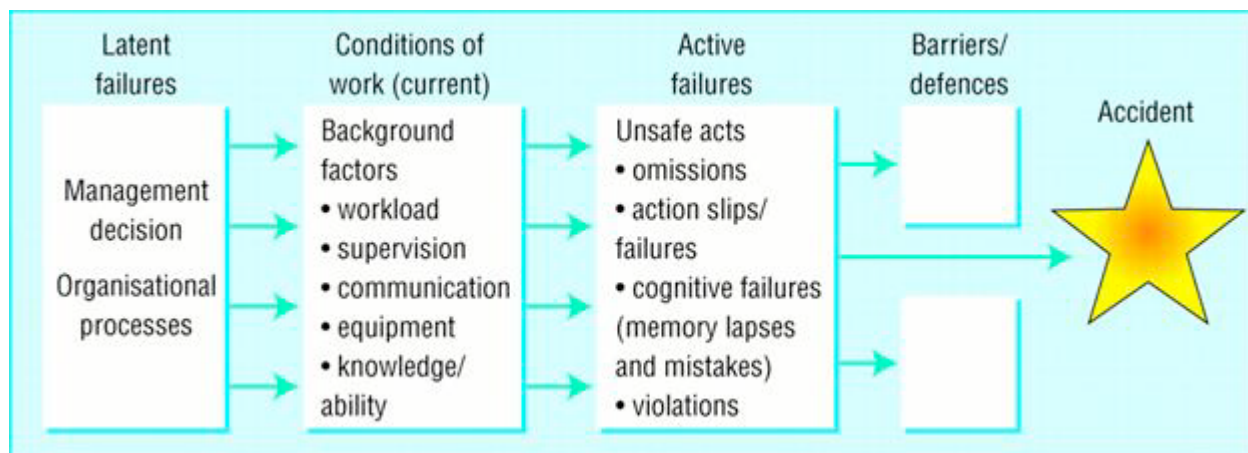 Latent
failures
Conditions of
work (current)
Active
failures
Barriers/
defences
Accident
Management
decision
Organisational
processes
Background
factors
• workload
• supervision
• communication
• equipment
• knowledge/
ability
Unsafe acts
• omissions
• action slips/
failures
• cognitive failures
(memory lapses
and mistakes)
• violations